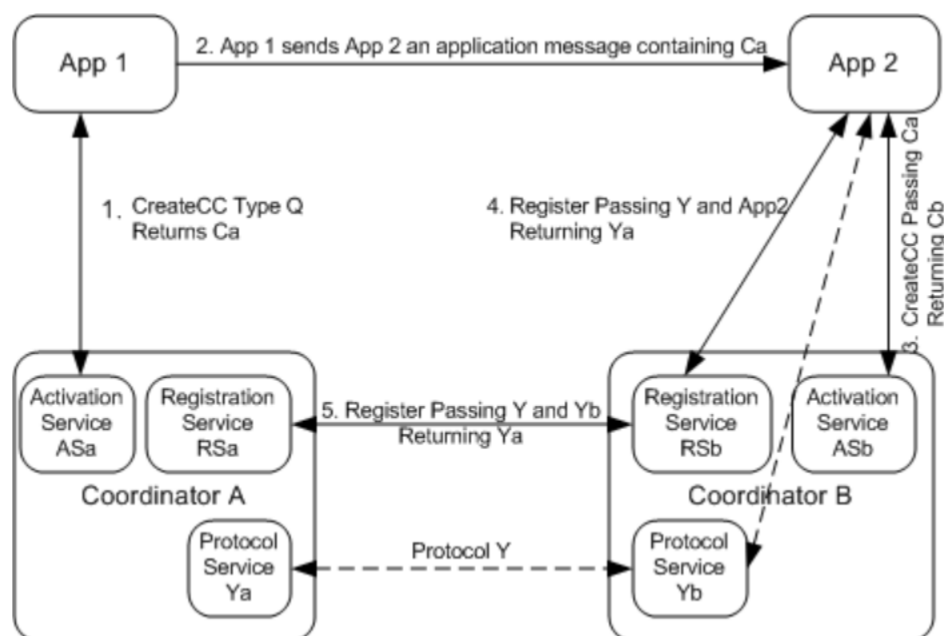 App 1
2. App 1 sends App 2 an application message containing Ca
App 2
1. CreateCC Type Q
Returns Ca
4. Register Passing Y and App2
Returning Ya
3. CreateCC Passing Ca
Returning Cb
Activation
Service
ASa
Registration
Service
RSa
5. Register Passing Y and Yb
Returning Ya
Registration
Service
RSb
Activation
Service
ASb
Coordinator A
Coordinator B
Protocol
Service
Ya
Protocol Y
Protocol
Service
Yb